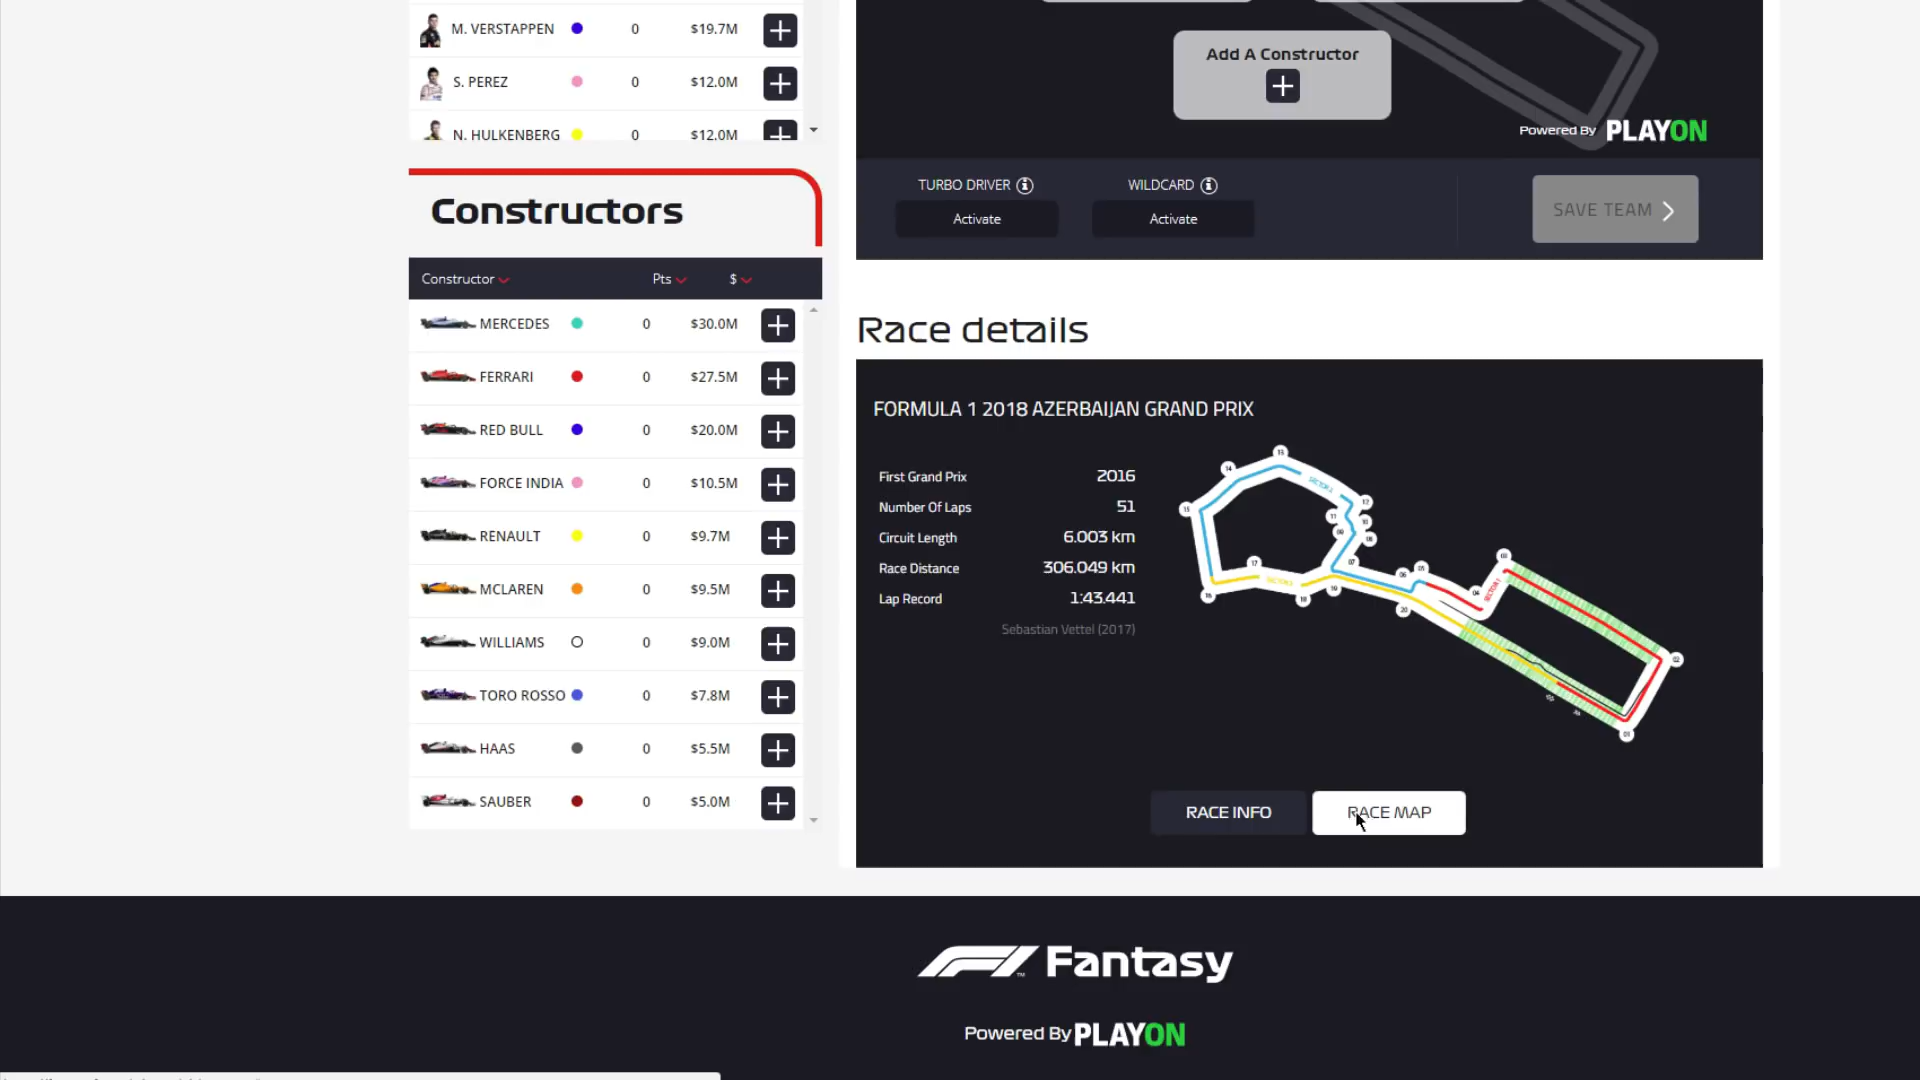 M. VERSTAPPEN 0 $19.7M
S. PEREZ 0 $12.0M
N. HULKENBERG 0 $12.0M
Constructors
Constructor Pts $
MERCEDES 0 $30.0M
FERRARI 0 $27.5M
RED BULL 0 $20.0M
FORCE INDIA 0 $10.5M
RENAULT 0 $9.7M
MCLAREN 0 $9.5M
WILLIAMS 0 $9.0M
TORO ROSSO 0 $7.8M
HAAS 0 $5.5M
SAUBER 0 $5.0M
Add A Constructor
Powered By PLAYON
TURBO DRIVER WILDCARD
Activate Activate
SAVE TEAM
Race details
FORMULA 1 2018 AZERBAIJAN GRAND PRIX
First Grand Prix 2016
Number Of Laps 51
Circuit Length 6.003 km
Race Distance 306.049 km
Lap Record 1:43.441
Sebastian Vettel (2017)
RACE INFO RACE MAP
F1 Fantasy
Powered By PLAYON